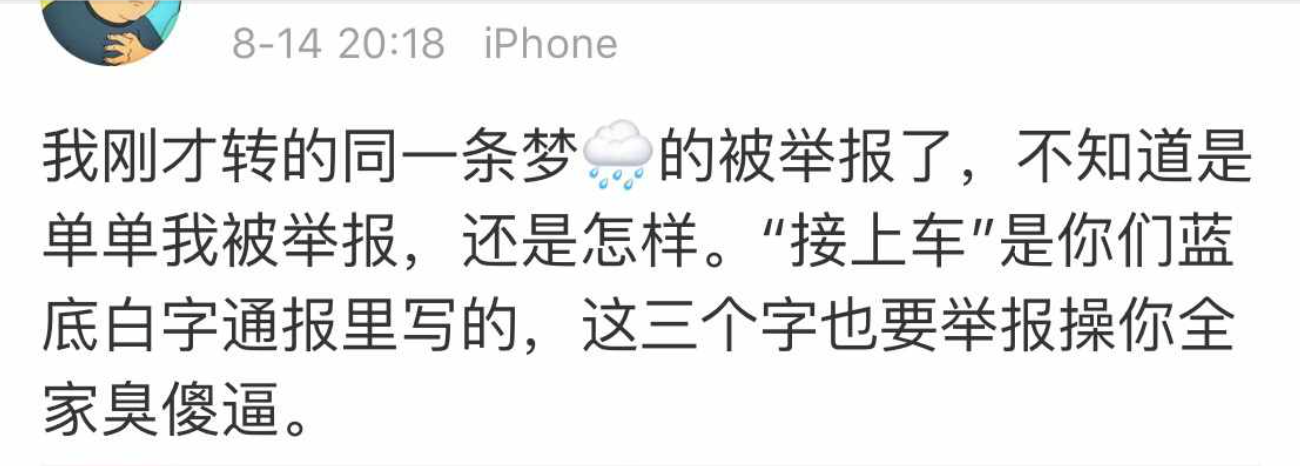 8-14 20:18 iPhone
我刚才转的同一条梦🌧️的被举报了，不知道是
单单我被举报，还是怎样。“接上车”是你们蓝
底白字通报里写的，这三个字也要举报操你全
家臭傻逼。